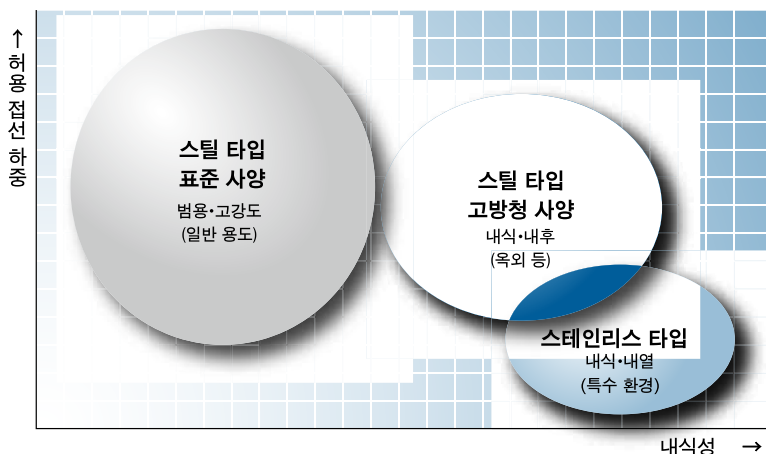 ↑ 허용 접선 하중
스틸 타입
표준 사양
범용·고강도
(일반 용도)
스틸 타입
고방청 사양
내식·내후
(옥외 등)
스테인리스 타입
내식·내열
(특수 환경)
내식성 →